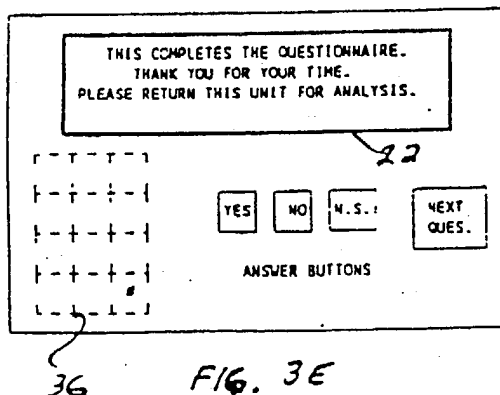 THIS COMPLETES THE QUESTIONNAIRE.
THANK YOU FOR YOUR TIME.
PLEASE RETURN THIS UNIT FOR ANALYSIS.
22
YES NO N.S. NEXT
QUES.
ANSWER BUTTONS
36 FIG. 3E